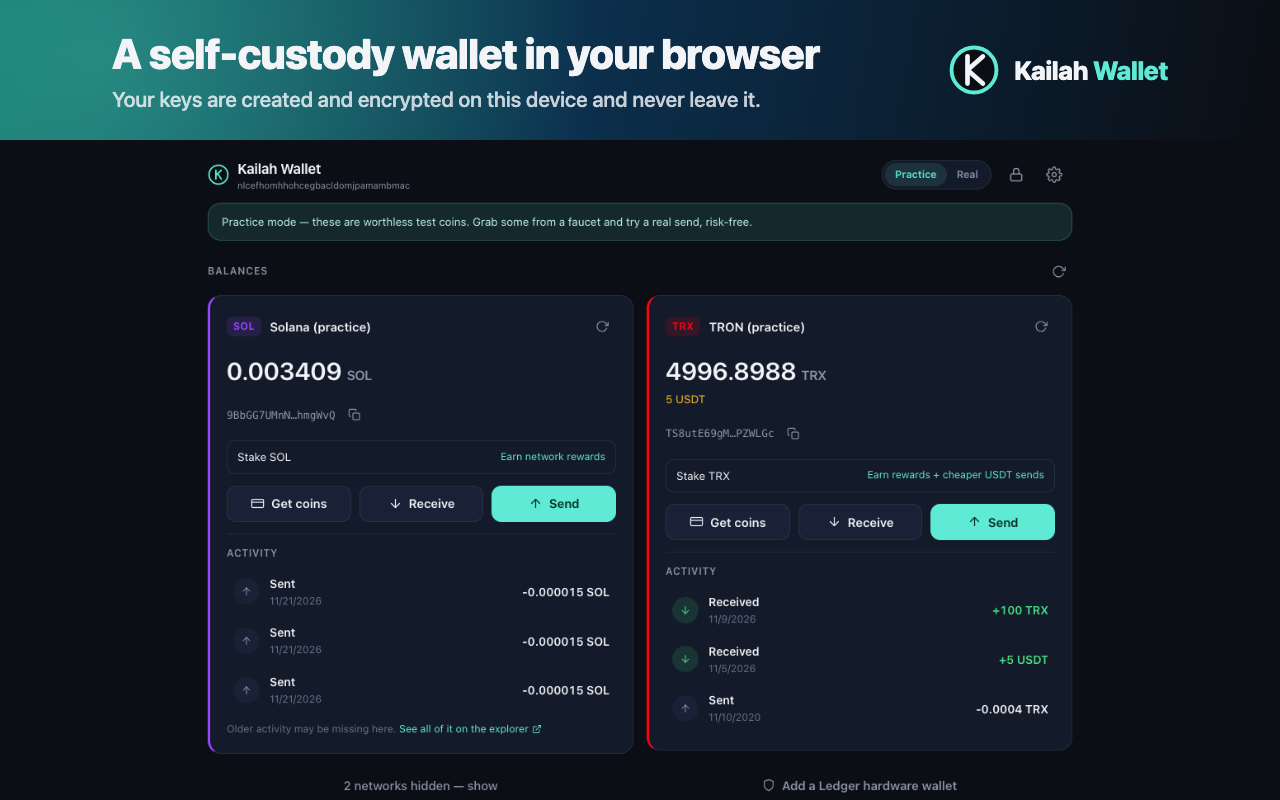 A self-custody wallet in your browser
Your keys are created and encrypted on this device and never leave it.
Kailah Wallet
Kailah Wallet
nlcefhomhhohcegbacldomjpamambmac
Practice
Real
Practice mode — these are worthless test coins. Grab some from a faucet and try a real send, risk-free.
BALANCES
SOL Solana (practice)
0.003409 SOL
9BbGG7UMnN…hmgWvQ
Stake SOL
Earn network rewards
Get coins
Receive
Send
ACTIVITY
Sent
11/21/2026
-0.000015 SOL
Sent
11/21/2026
-0.000015 SOL
Sent
11/21/2026
-0.000015 SOL
Older activity may be missing here. See all of it on the explorer
TRX TRON (practice)
4996.8988 TRX
5 USDT
TS8utE69gM…PZWLGc
Stake TRX
Earn rewards + cheaper USDT sends
Get coins
Receive
Send
ACTIVITY
Received
11/9/2026
+100 TRX
Received
11/5/2026
+5 USDT
Sent
11/10/2020
-0.0004 TRX
2 networks hidden — show
Add a Ledger hardware wallet